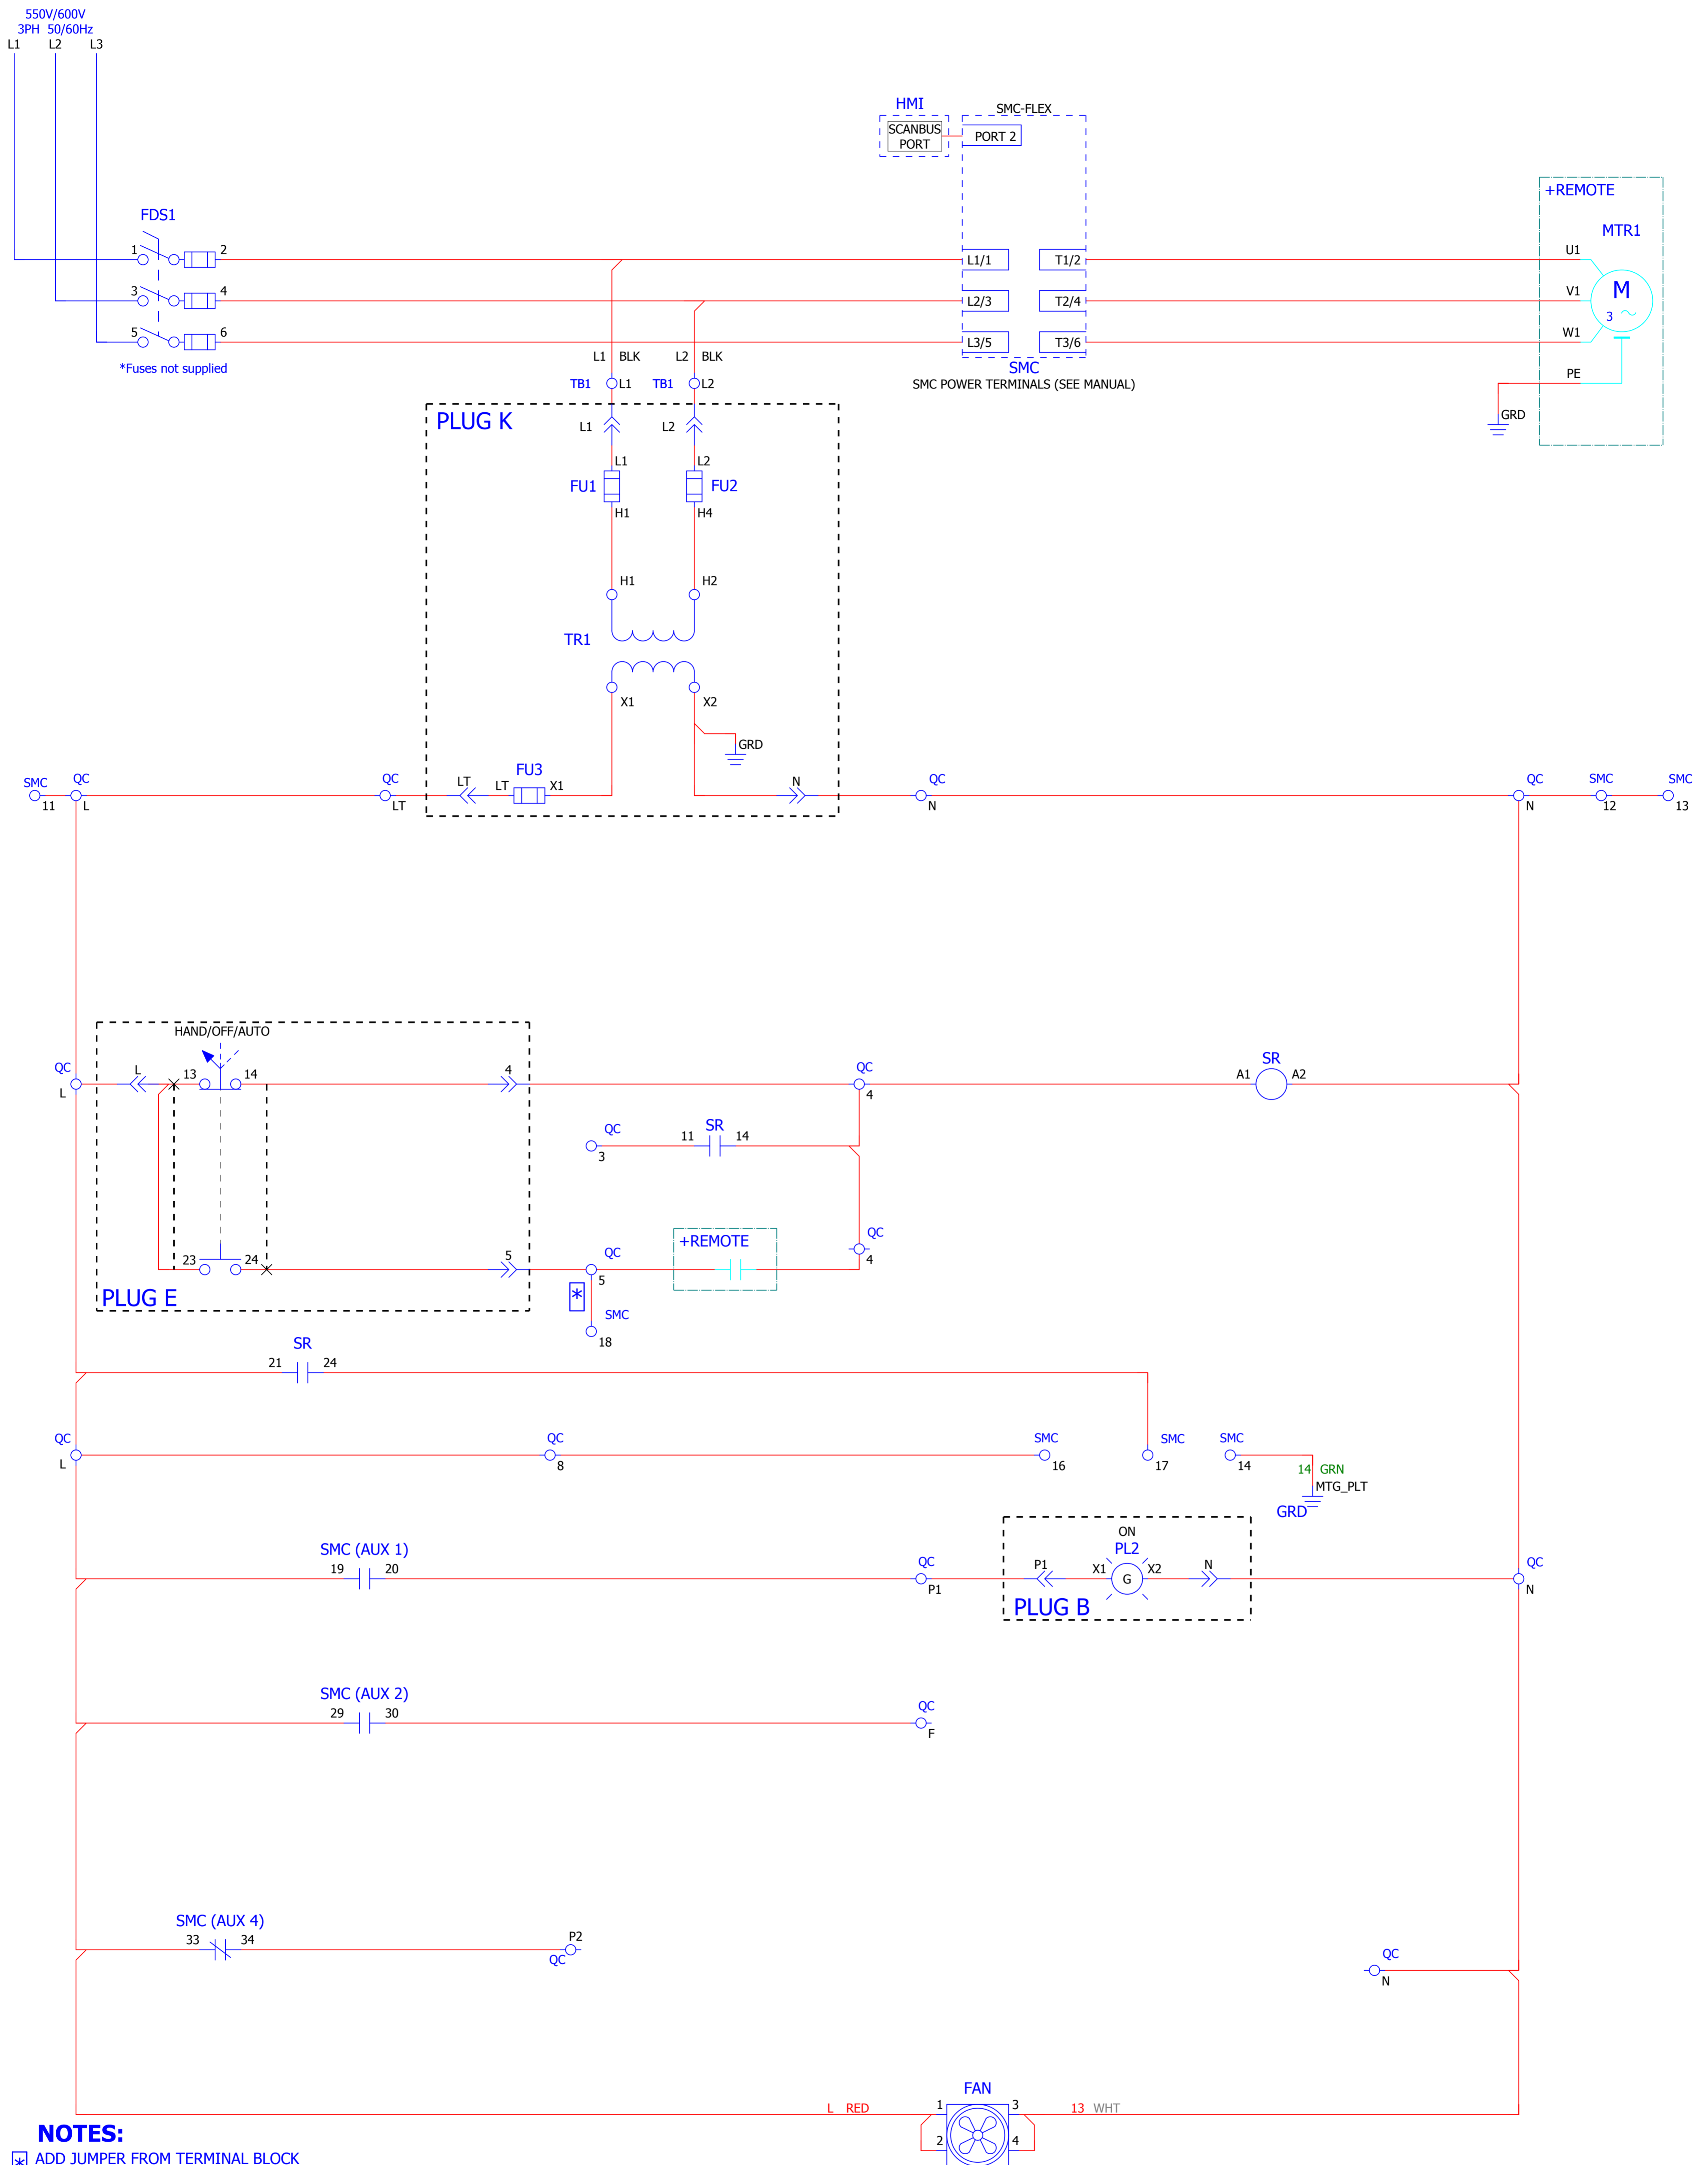 550V/600V
3PH 50/60Hz
L1 L2 L3
HMI
SMC-FLEX
SCANBUS
PORT
PORT 2
+REMOTE
MTR1
FDS1
1 2
L1/1 T1/2
U1
3 4
L2/3 T2/4
V1
M
3
5 6
L3/5 T3/6
W1
*Fuses not supplied
L1 BLK L2 BLK
SMC
SMC POWER TERMINALS (SEE MANUAL)
PE
GRD
TB1 L1 TB1 L2
PLUG K
L1 L2
L1 L2
FU1 FU2
H1 H4
H1 H2
TR1
X1 X2
GRD
SMC QC QC LT LT FU3 X1 N QC QC SMC SMC
11 L LT N N 12 13
HAND/OFF/AUTO
QC L 13 14 4 QC SR
L 4 A1 A2
QC 11 SR 14
3
23 24 5 QC +REMOTE QC
5 4
PLUG E
*
SMC
18
SR
21 24
QC QC SMC SMC SMC
L 8 16 17 14
14 GRN
MTG_PLT
GRD
ON
SMC (AUX 1) PL2
19 20 QC P1 X1 G X2 N QC
P1 N
PLUG B
SMC (AUX 2)
29 30 QC
F
SMC (AUX 4)
33 34 P2
QC
QC
N
FAN
L RED 1 3 13 WHT
2 4
NOTES:
* ADD JUMPER FROM TERMINAL BLOCK